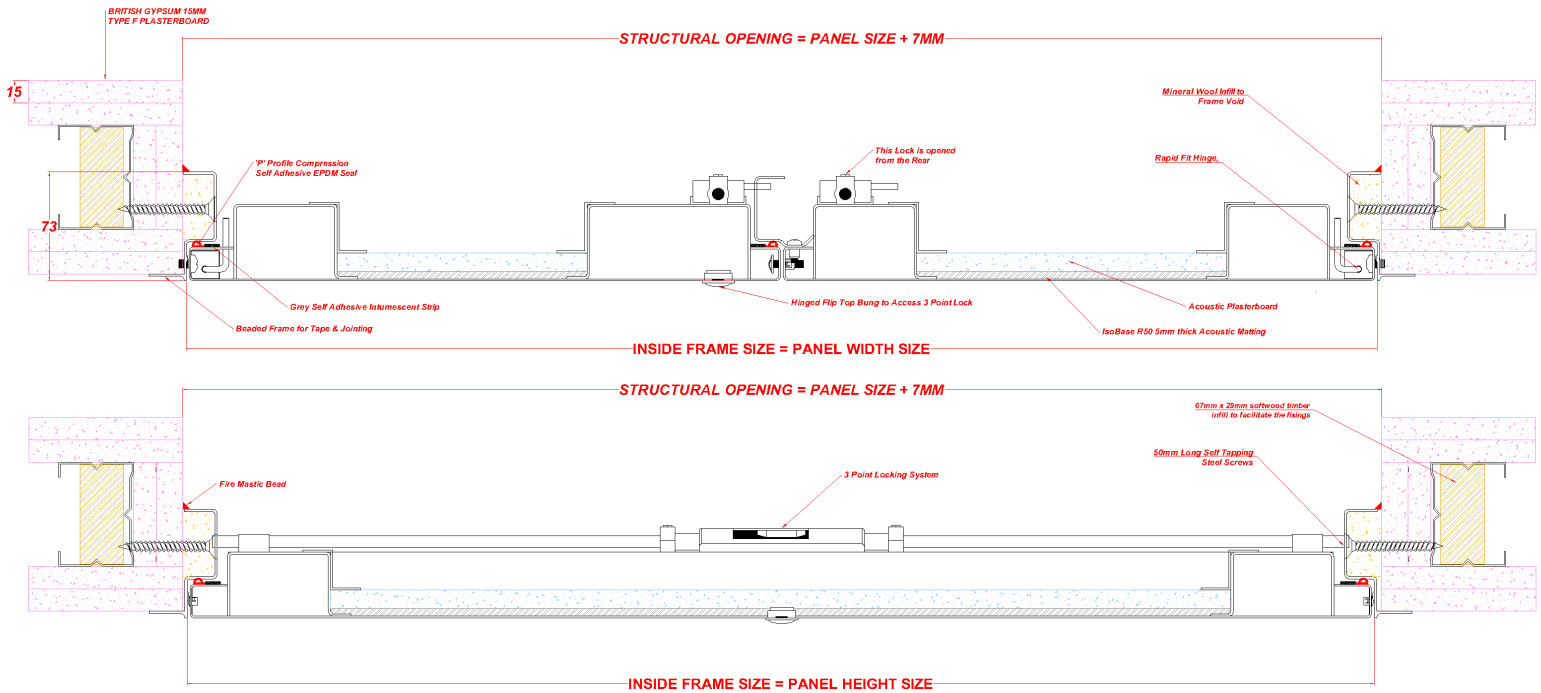 BRITISH GYPSUM 15MM
TYPE F PLASTERBOARD
STRUCTURAL OPENING = PANEL SIZE + 7MM
15
Mineral Wool Infill to
Frame Void
This Lock is opened
from the Rear
Rapid Fit Hinge,
'P' Profile Compression
Self Adhesive EPDM Seal
73
Hinged Flip Top Bung to Access 3 Point Lock
Grey Self Adhesive Intumescent Strip
Acoustic Plasterboard
Beaded Frame for Tape & Jointing
IsoBase R50 5mm thick Acoustic Matting
INSIDE FRAME SIZE = PANEL WIDTH SIZE
STRUCTURAL OPENING = PANEL SIZE + 7MM
67mm x 29mm softwood timber
infill to facilitate the fixings
50mm Long Self Tapping
Steel Screws
3 Point Locking System
Fire Mastic Bead
INSIDE FRAME SIZE = PANEL HEIGHT SIZE